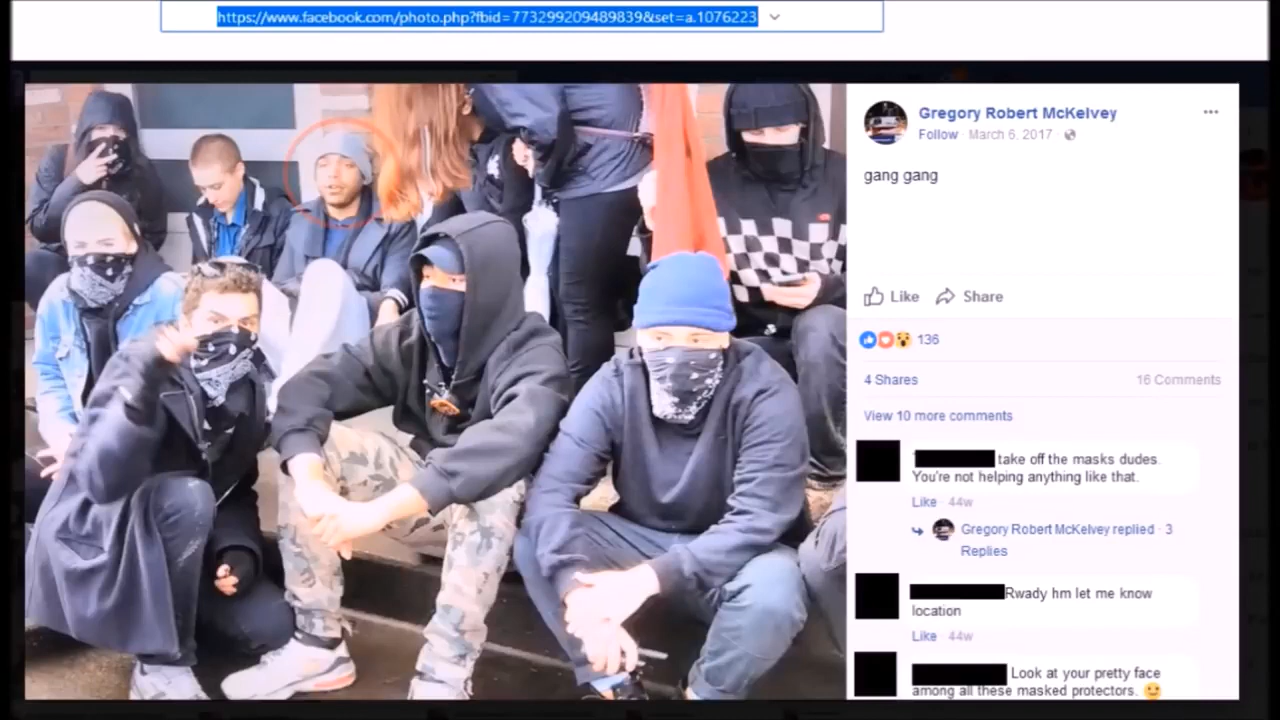 https://www.facebook.com/photo.php?fbid=773299209489839&set=a.1076223
Gregory Robert McKelvey
Follow · March 6, 2017 ·
gang gang
Like Share
136
4 Shares 16 Comments
View 10 more comments
take off the masks dudes.
You're not helping anything like that.
Like · 44w
Gregory Robert McKelvey replied · 3
Replies
Rwady hm let me know
location
Like · 44w
Look at your pretty face
among all these masked protectors.